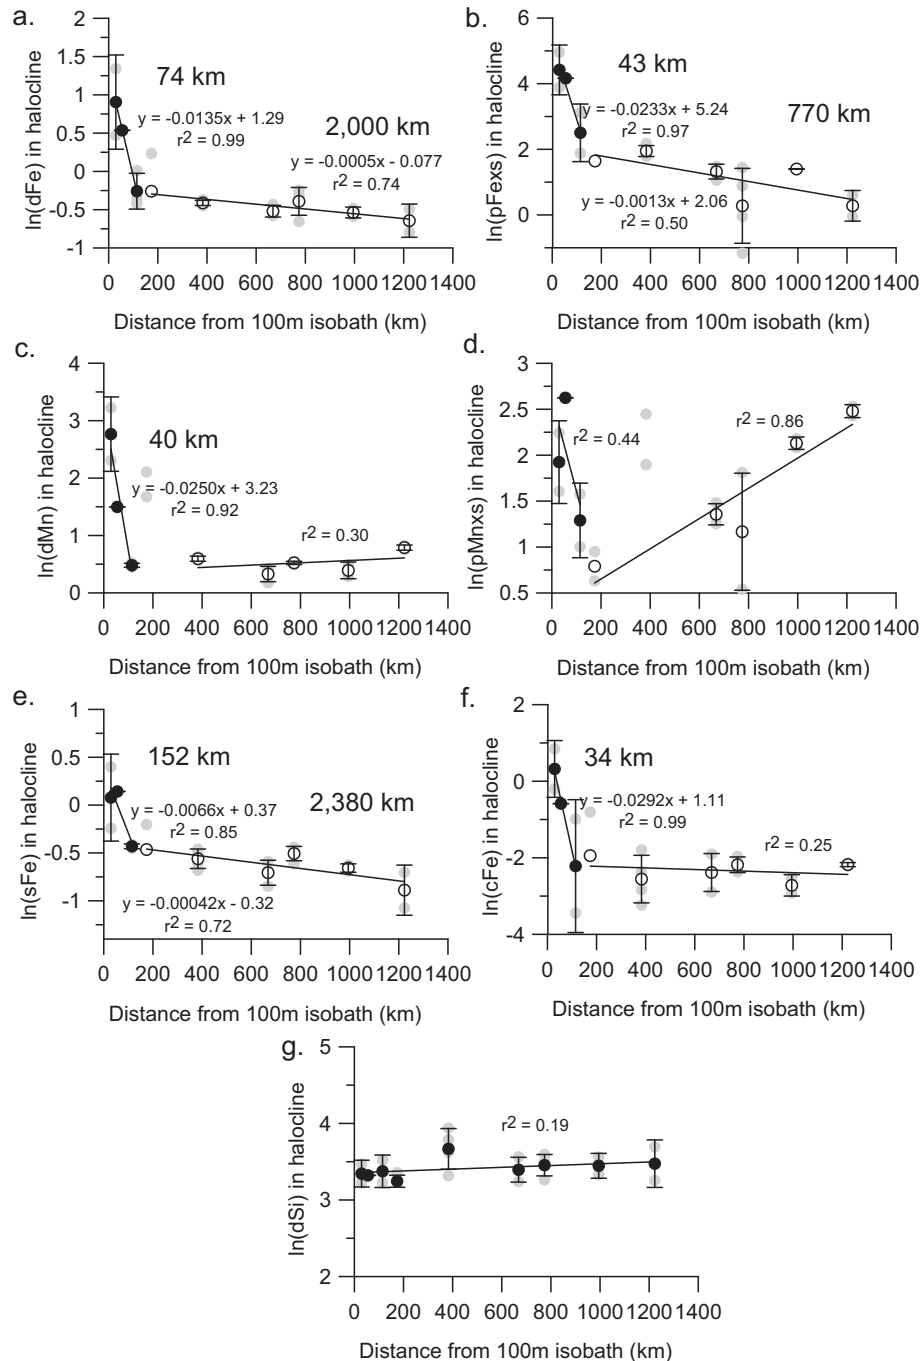 a.
ln(dFe) in halocline
2
1.5
1
0.5
0
-0.5
-1
74 km
y = -0.0135x + 1.29
r2 = 0.99
2,000 km
y = -0.0005x - 0.077
r2 = 0.74
0 200 400 600 800 1000 1200 1400
Distance from 100m isobath (km)
b.
ln(pFexs) in halocline
6
4
2
0
43 km
y = -0.0233x + 5.24
r2 = 0.97
770 km
y = -0.0013x + 2.06
r2 = 0.50
0 200 400 600 800 1000 1200 1400
Distance from 100m isobath (km)
c.
ln(dMn) in halocline
4
3
2
1
0
40 km
y = -0.0250x + 3.23
r2 = 0.92
r2 = 0.30
0 200 400 600 800 1000 1200 1400
Distance from 100m isobath (km)
d.
ln(pMnxs) in halocline
3
2.5
2
1.5
1
0.5
r2 = 0.44
r2 = 0.86
0 200 400 600 800 1000 1200 1400
Distance from 100m isobath (km)
e.
ln(sFe) in halocline
1
0.5
0
-0.5
-1
152 km
y = -0.0066x + 0.37
r2 = 0.85
2,380 km
y = -0.00042x - 0.32
r2 = 0.72
0 200 400 600 800 1000 1200 1400
Distance from 100m isobath (km)
f.
ln(cFe) in halocline
2
0
-2
-4
34 km
y = -0.0292x + 1.11
r2 = 0.99
r2 = 0.25
0 200 400 600 800 1000 1200 1400
Distance from 100m isobath (km)
g.
ln(dSi) in halocline
5
4
3
2
r2 = 0.19
0 200 400 600 800 1000 1200 1400
Distance from 100m isobath (km)